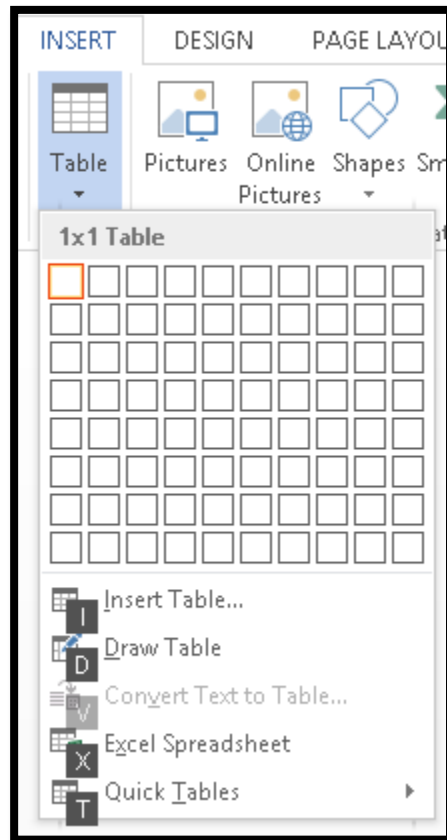 INSERT DESIGN PAGE LAYOU
Table Pictures Online Shapes Sm
Pictures
1x1 Table
Insert Table...
I
Draw Table
D
Convert Text to Table...
V
Excel Spreadsheet
X
Quick Tables
T